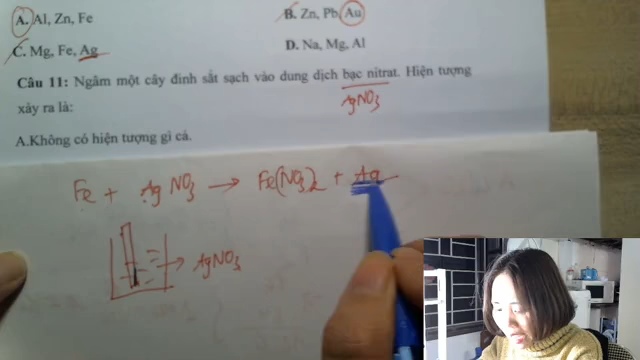 A. Al, Zn, Fe
B. Zn, Pb, Au
C. Mg, Fe, Ag
D. Na, Mg, Al
Câu 11: Ngâm một cây đinh sắt sạch vào dung dịch bạc nitrat. Hiện tượng
AgNO3
xảy ra là:
A.Không có hiện tượng gì cả.
Fe + AgNO3 → Fe(NO3)2 + Ag
→ AgNO3